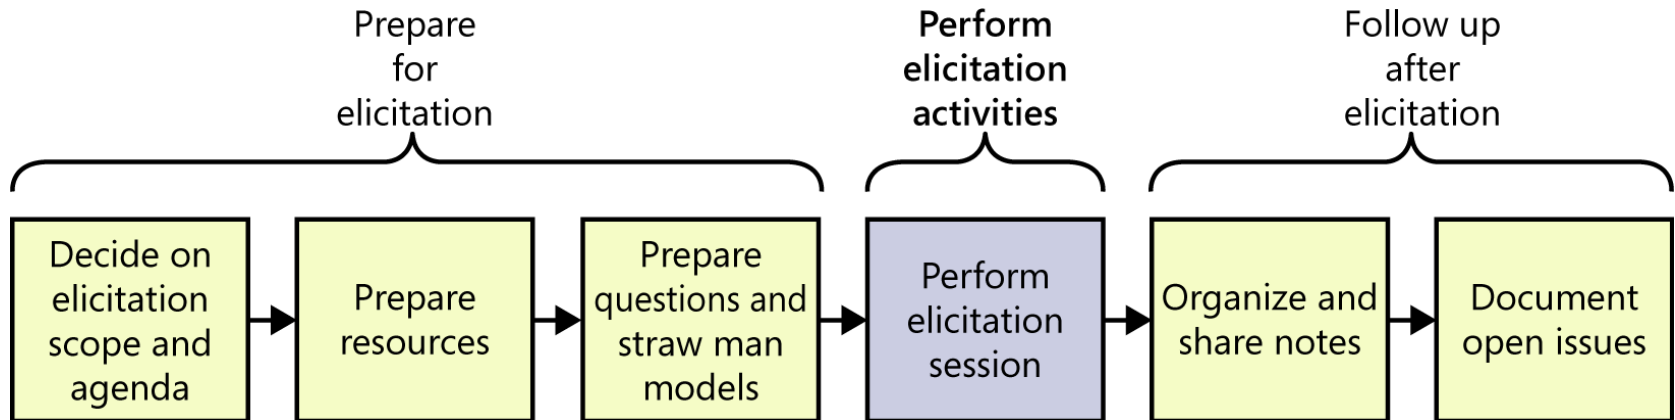 Prepare
for
elicitation
Perform
elicitation
activities
Follow up
after
elicitation
Decide on
elicitation
scope and
agenda
Prepare
resources
Prepare
questions and
straw man
models
Perform
elicitation
session
Organize and
share notes
Document
open issues